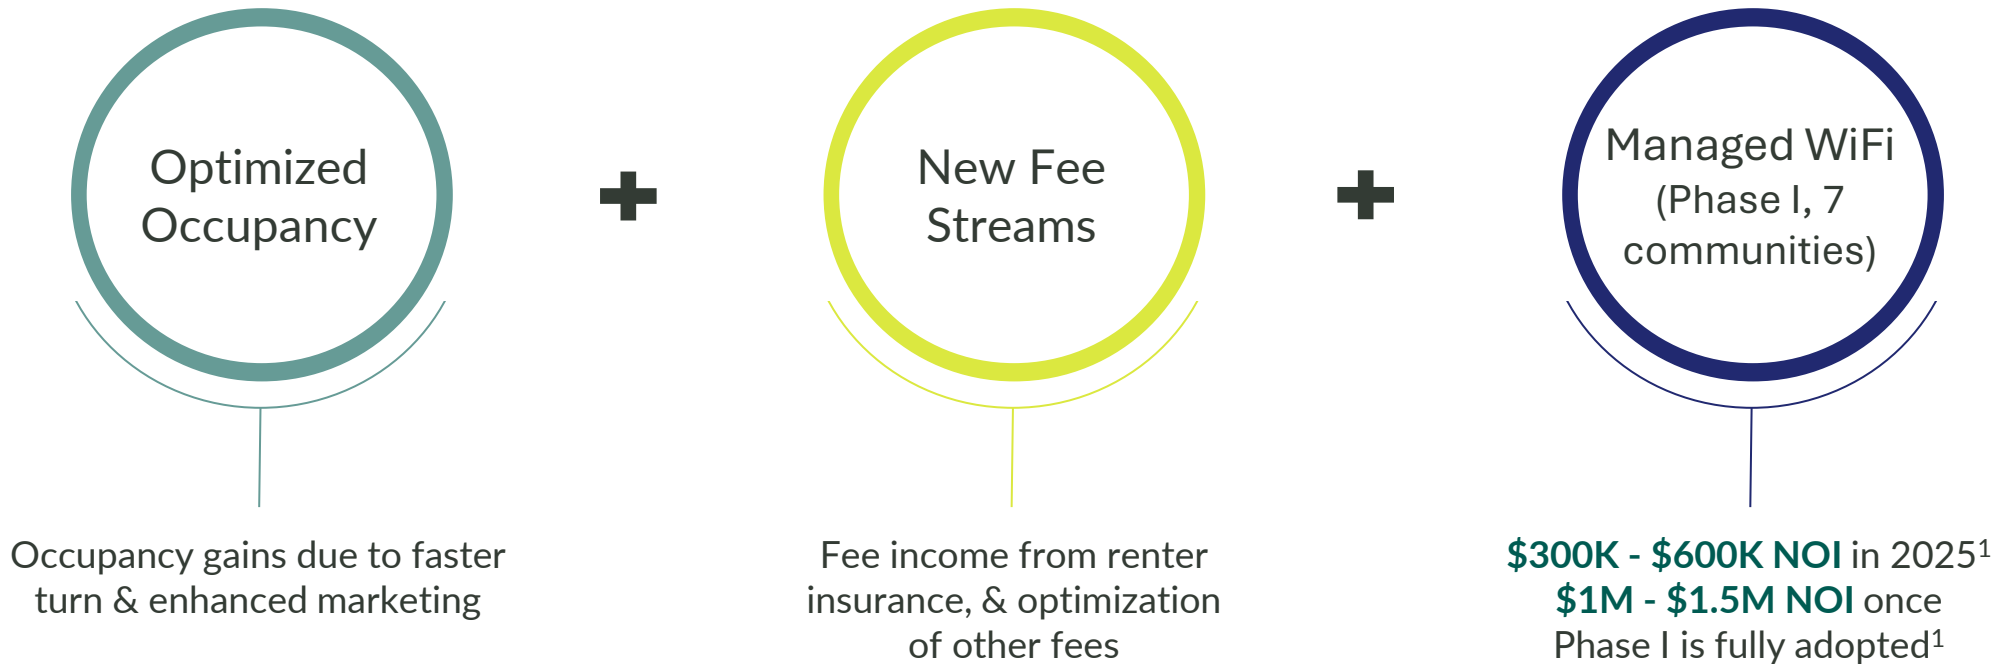 Optimized
Occupancy
New Fee
Streams
Managed WiFi
(Phase I, 7
communities)
Occupancy gains due to faster
turn & enhanced marketing
Fee income from renter
insurance, & optimization
of other fees
$300K - $600K NOI in 2025¹
$1M - $1.5M NOI once
Phase I is fully adopted¹